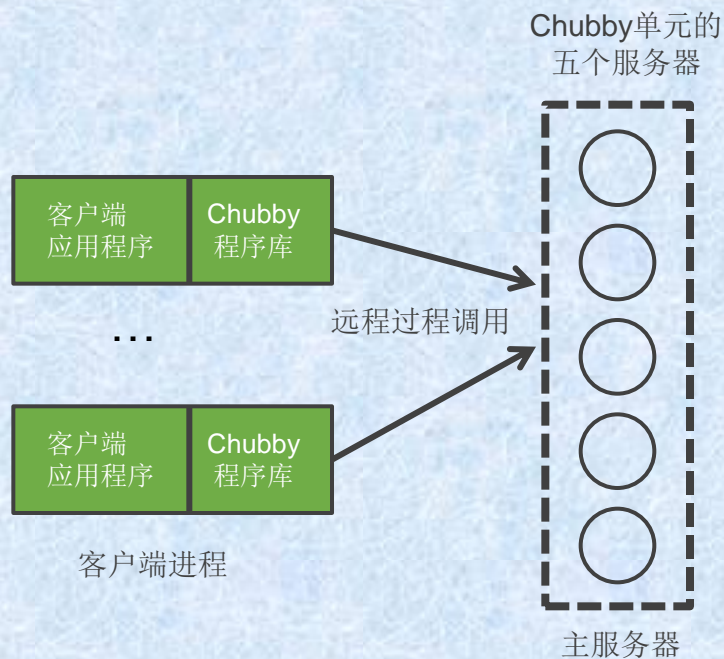 Chubby单元的
五个服务器
客户端
应用程序
Chubby
程序库
...
远程过程调用
客户端
应用程序
Chubby
程序库
客户端进程
主服务器